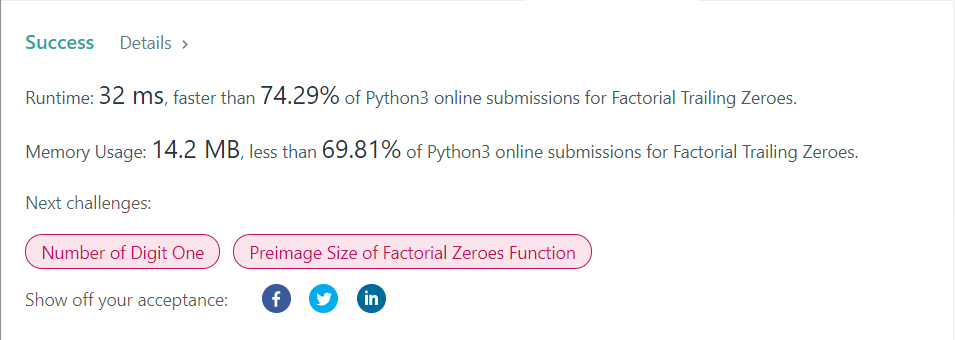 Success Details >
Runtime: 32 ms, faster than 74.29% of Python3 online submissions for Factorial Trailing Zeroes.
Memory Usage: 14.2 MB, less than 69.81% of Python3 online submissions for Factorial Trailing Zeroes.
Next challenges:
Number of Digit One Preimage Size of Factorial Zeroes Function
Show off your acceptance: f in